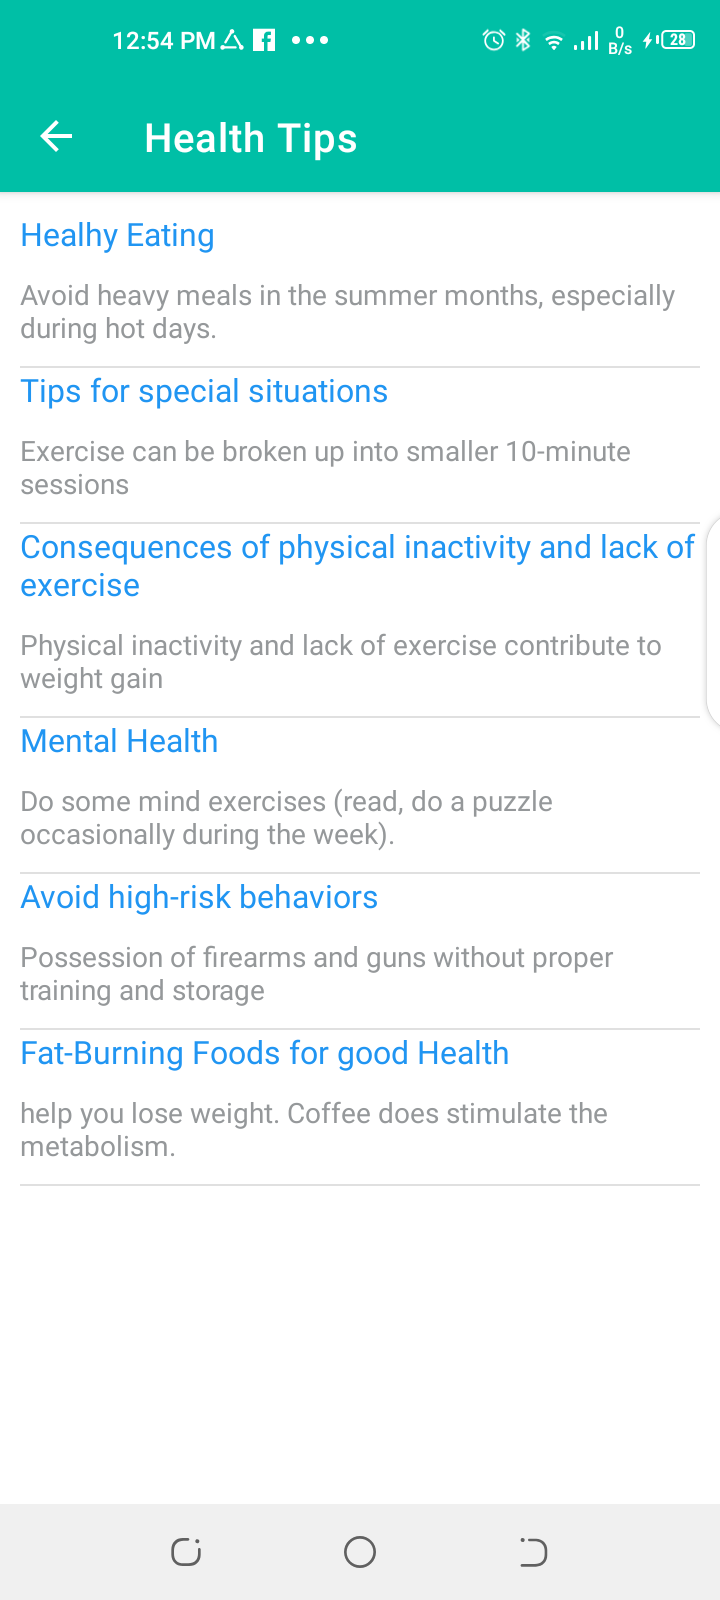 12:54 PM
0
B/s
28
Health Tips
Healhy Eating
Avoid heavy meals in the summer months, especially
during hot days.
Tips for special situations
Exercise can be broken up into smaller 10-minute
sessions
Consequences of physical inactivity and lack of
exercise
Physical inactivity and lack of exercise contribute to
weight gain
Mental Health
Do some mind exercises (read, do a puzzle
occasionally during the week).
Avoid high-risk behaviors
Possession of firearms and guns without proper
training and storage
Fat-Burning Foods for good Health
help you lose weight. Coffee does stimulate the
metabolism.